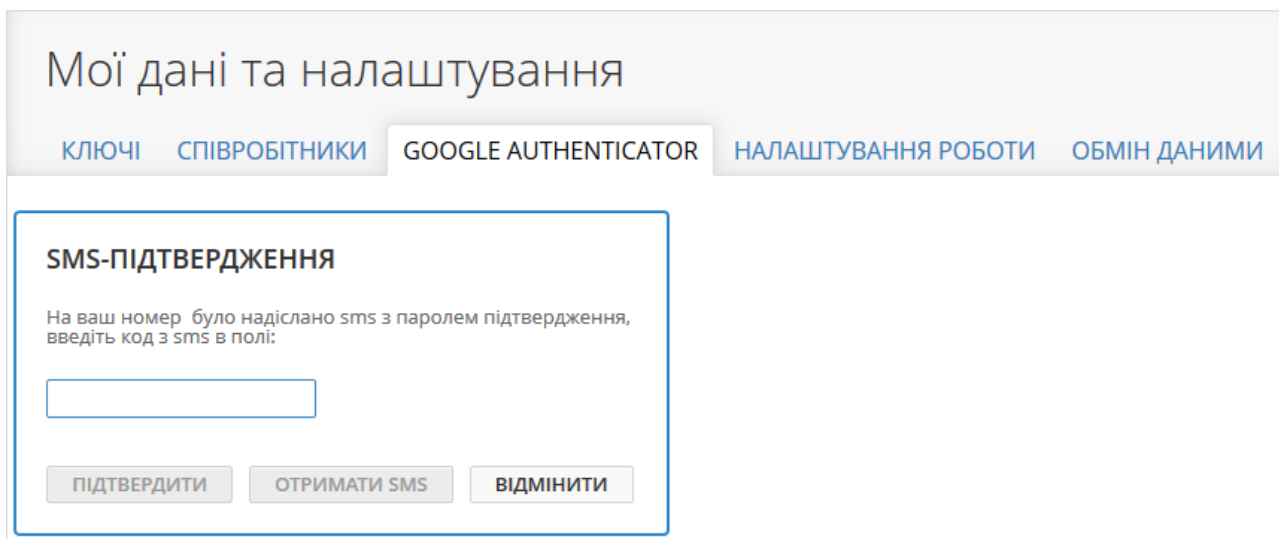 Мої дані та налаштування
КЛЮЧІ СПІВРОБІТНИКИ GOOGLE AUTHENTICATOR НАЛАШТУВАННЯ РОБОТИ ОБМІН ДАНИМИ
SMS-ПІДТВЕРДЖЕННЯ
На ваш номер було надіслано sms з паролем підтвердження,
введіть код з sms в полі:
ПІДТВЕРДИТИ ОТРИМАТИ SMS ВІДМІНИТИ